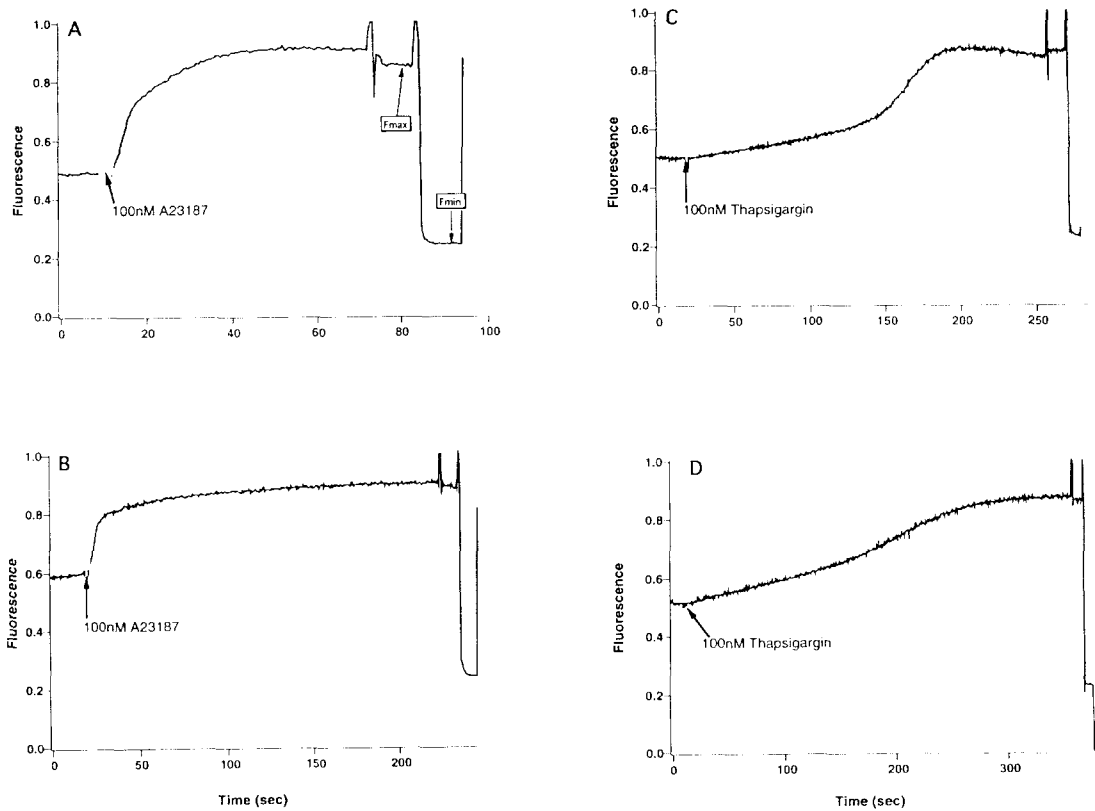 A
Fluorescence
1.0
0.8
0.6
0.4
0.2
0.0
Fmax
Fmin
100nM A23187
0 20 40 60 80 100
C
Fluorescence
1.0
0.8
0.6
0.4
0.2
0.0
100nM Thapsigargin
0 50 100 150 200 250
B
Fluorescence
1.0
0.8
0.6
0.4
0.2
0.0
100nM A23187
0 50 100 150 200
Time (sec)
D
Fluorescence
1.0
0.8
0.6
0.4
0.2
0.0
100nM Thapsigargin
0 100 200 300
Time (sec)